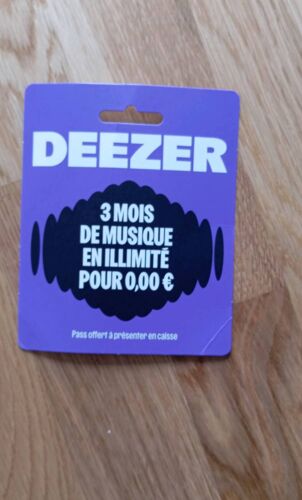 DEEZER
3 MOIS
DE MUSIQUE
EN ILLIMITÉ
POUR 0,00 €
Pass offert à présenter en caisse